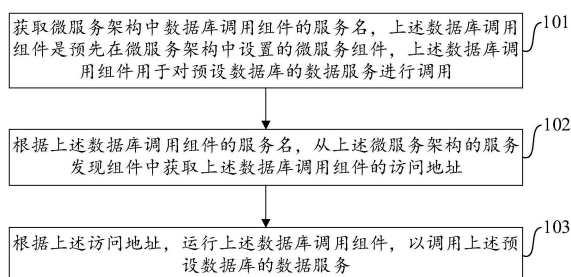 获取微服务架构中数据库调用组件的服务名，上述数据库调用
组件是预先在微服务架构中设置的微服务组件，上述数据库调
用组件用于对预设数据库的数据服务进行调用
101
根据上述数据库调用组件的服务名，从上述微服务架构的服务
发现组件中获取上述数据库调用组件的访问地址
102
根据上述访问地址，运行上述数据库调用组件，以调用上述预
设数据库的数据服务
103